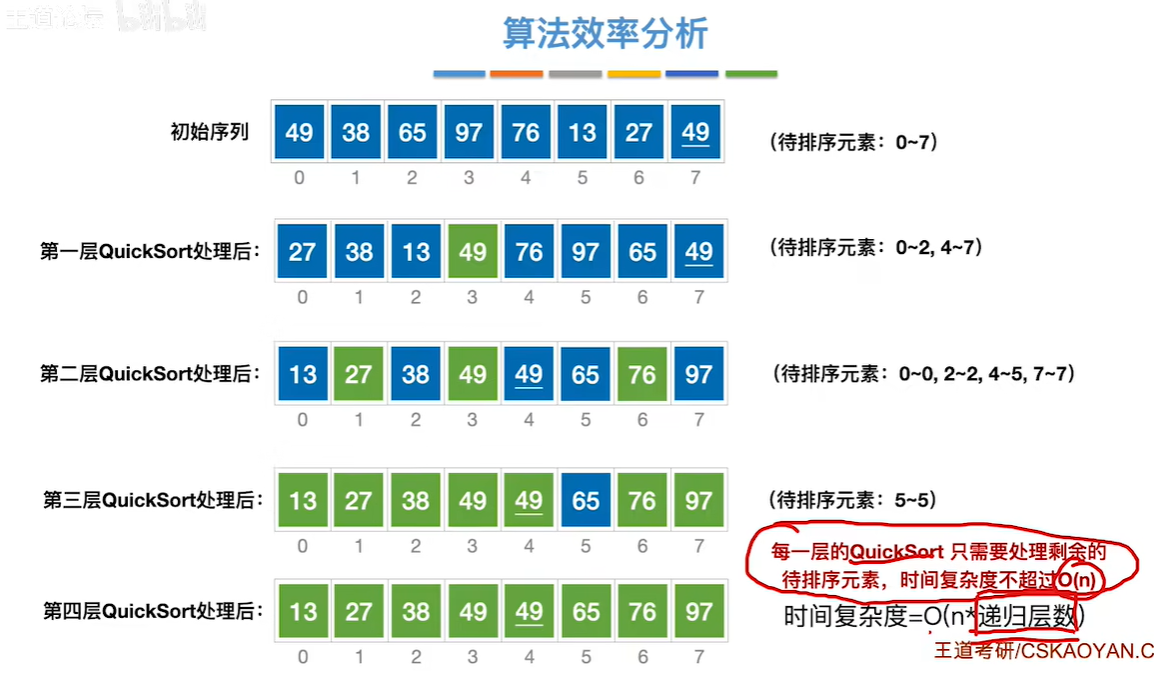 王道论坛 bilibili
算法效率分析
初始序列 49 38 65 97 76 13 27 49 (待排序元素：0~7)
0 1 2 3 4 5 6 7
第一层QuickSort处理后： 27 38 13 49 76 97 65 49 (待排序元素：0~2, 4~7)
0 1 2 3 4 5 6 7
第二层QuickSort处理后： 13 27 38 49 49 65 76 97 (待排序元素：0~0, 2~2, 4~5, 7~7)
0 1 2 3 4 5 6 7
第三层QuickSort处理后： 13 27 38 49 49 65 76 97 (待排序元素：5~5)
0 1 2 3 4 5 6 7
每一层的QuickSort 只需要处理剩余的
待排序元素，时间复杂度不超过O(n)
第四层QuickSort处理后： 13 27 38 49 49 65 76 97 时间复杂度=O(n*递归层数)
0 1 2 3 4 5 6 7
王道考研/CSKAOYAN.C